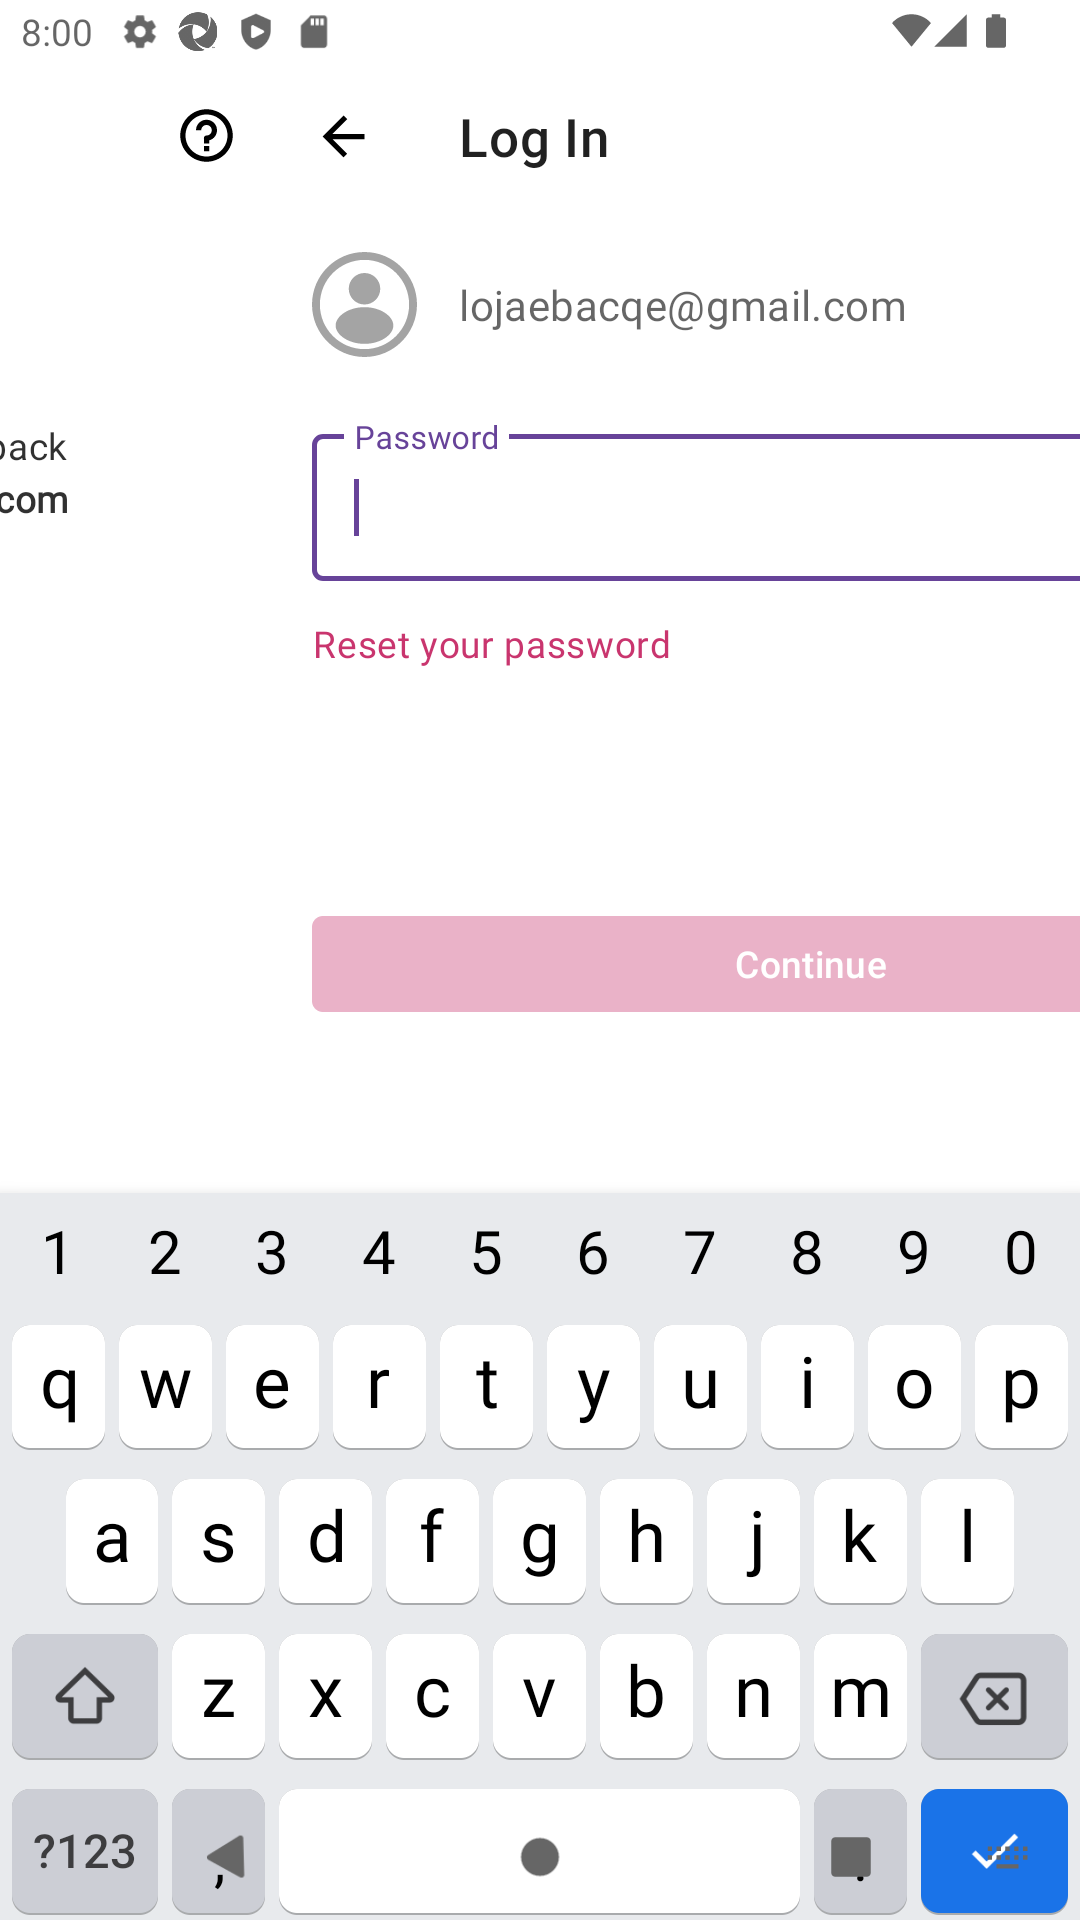 8:00
Log In
lojaebacqe@gmail.com
back
com
Password
Reset your password
Continue
1 2 3 4 5 6 7 8 9 0
q w e r t y u i o p
a s d f g h j k l
z x c v b n m
?123 , .